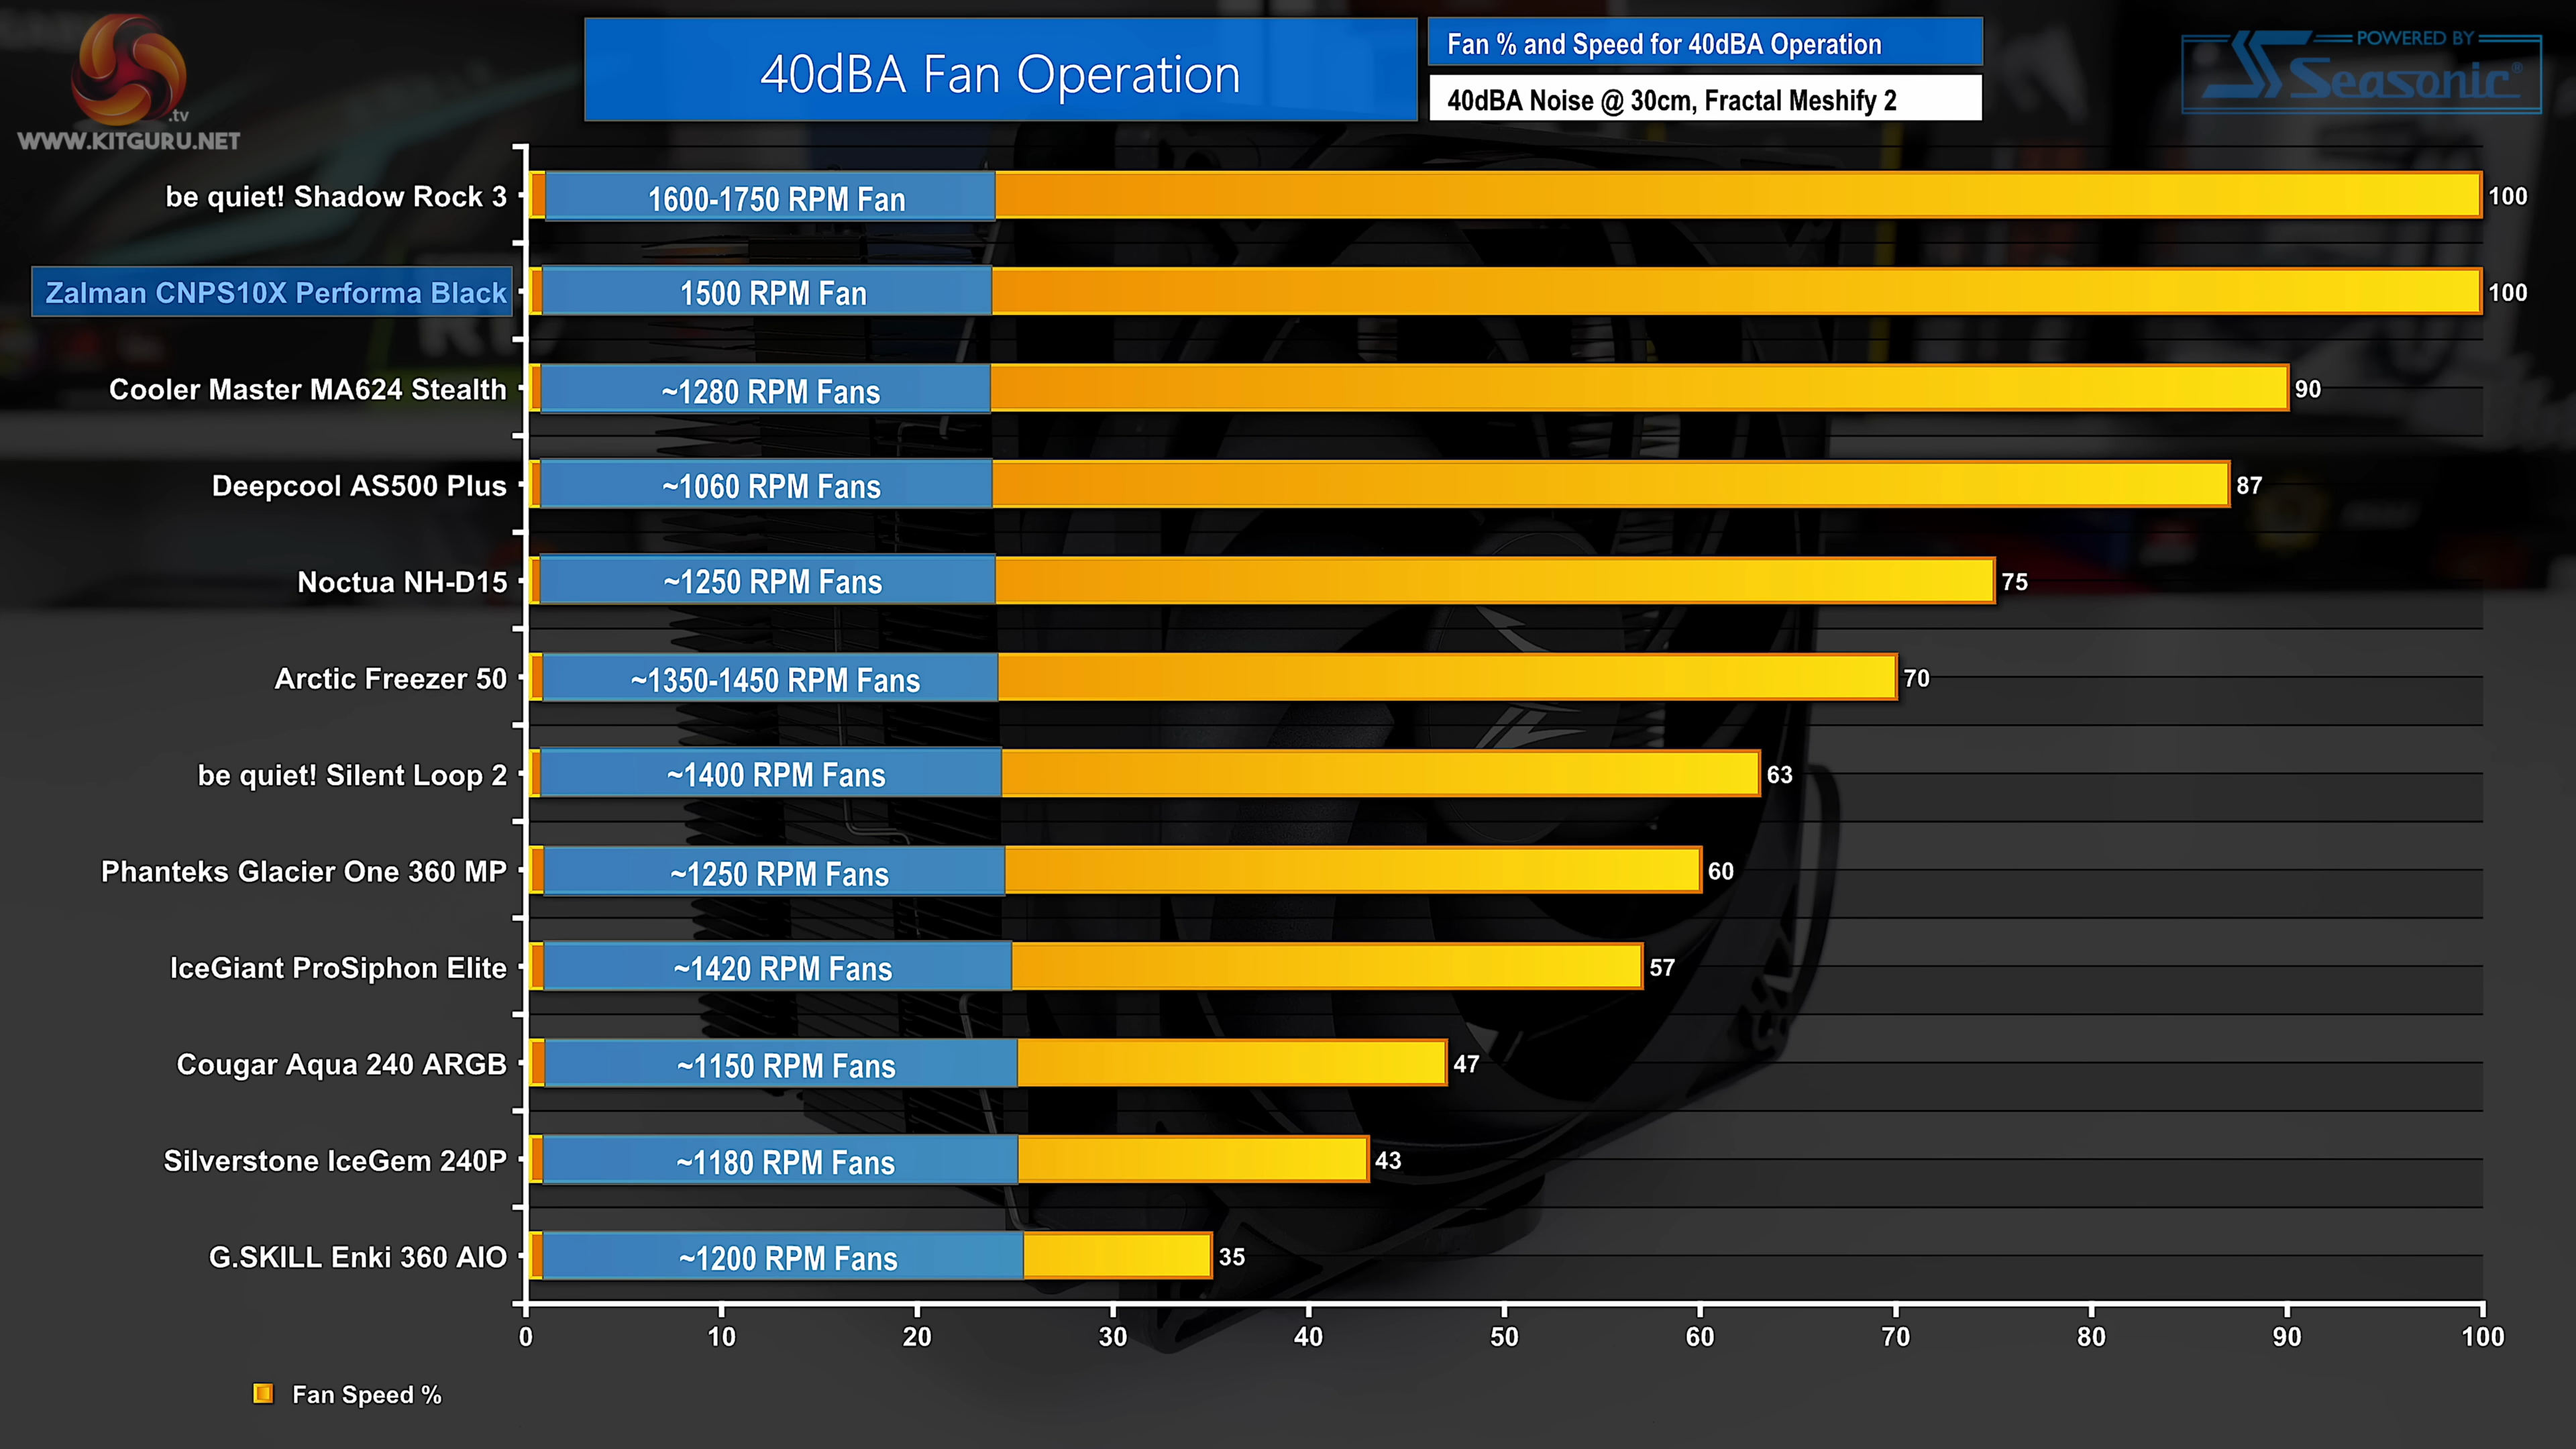 40dBA Fan Operation
Fan % and Speed for 40dBA Operation
40dBA Noise @ 30cm, Fractal Meshify 2
POWERED BY
Seasonic®
.tv
WWW.KITGURU.NET
be quiet! Shadow Rock 3 1600-1750 RPM Fan 100
Zalman CNPS10X Performa Black 1500 RPM Fan 100
Cooler Master MA624 Stealth ~1280 RPM Fans 90
Deepcool AS500 Plus ~1060 RPM Fans 87
Noctua NH-D15 ~1250 RPM Fans 75
Arctic Freezer 50 ~1350-1450 RPM Fans 70
be quiet! Silent Loop 2 ~1400 RPM Fans 63
Phanteks Glacier One 360 MP ~1250 RPM Fans 60
IceGiant ProSiphon Elite ~1420 RPM Fans 57
Cougar Aqua 240 ARGB ~1150 RPM Fans 47
Silverstone IceGem 240P ~1180 RPM Fans 43
G.SKILL Enki 360 AIO ~1200 RPM Fans 35
0 10 20 30 40 50 60 70 80 90 100
Fan Speed %